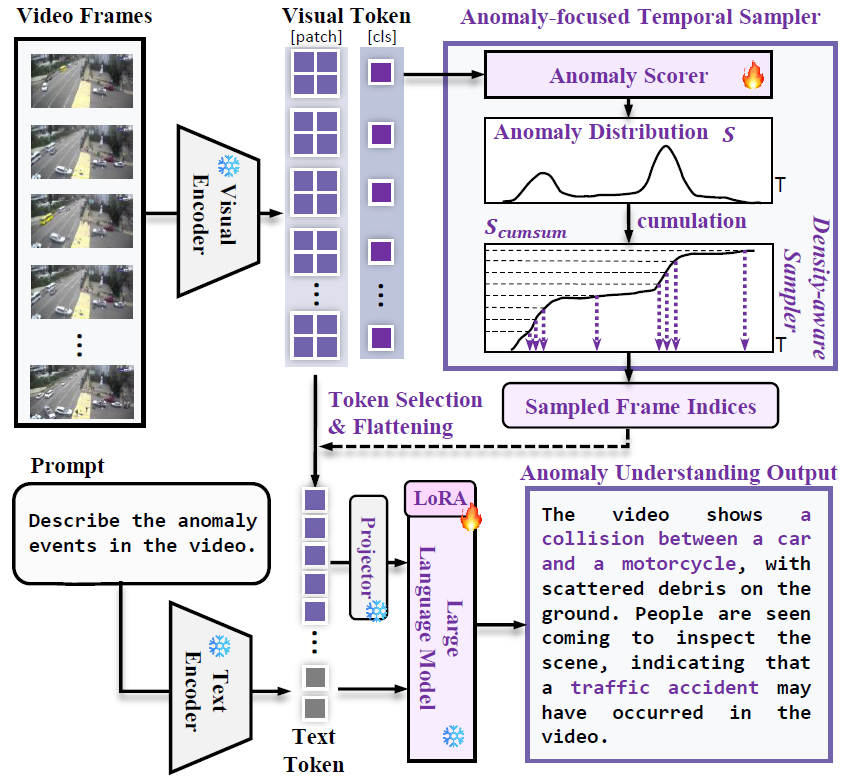 Video Frames
Visual Token
[patch]
[cls]
Anomaly-focused Temporal Sampler
Visual
Encoder
Anomaly Scorer
Anomaly Distribution S
T
cumulation
S_cumsum
T
Density-aware
Sampler
Sampled Frame Indices
Token Selection
& Flattening
Prompt
Describe the anomaly
events in the video.
Text
Encoder
Text
Token
Projector
LoRA
Large
Language Model
Anomaly Understanding Output
The video shows a
collision between a car
and a motorcycle, with
scattered debris on the
ground. People are seen
coming to inspect the
scene, indicating that
a traffic accident may
have occurred in the
video.